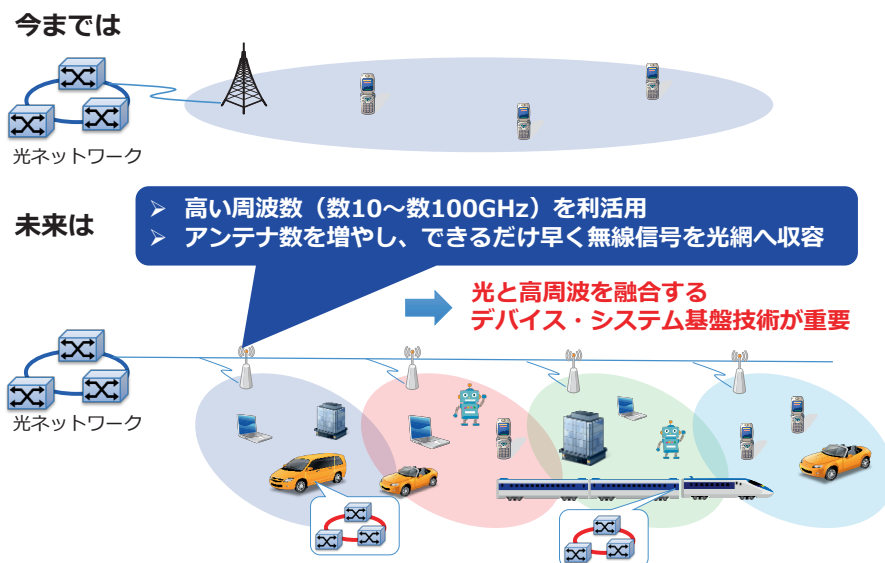 今までは
光ネットワーク
未来は
➢ 高い周波数（数10～数100GHz）を利活用
➢ アンテナ数を増やし、できるだけ早く無線信号を光網へ収容
光と高周波を融合する
デバイス・システム基盤技術が重要
光ネットワーク